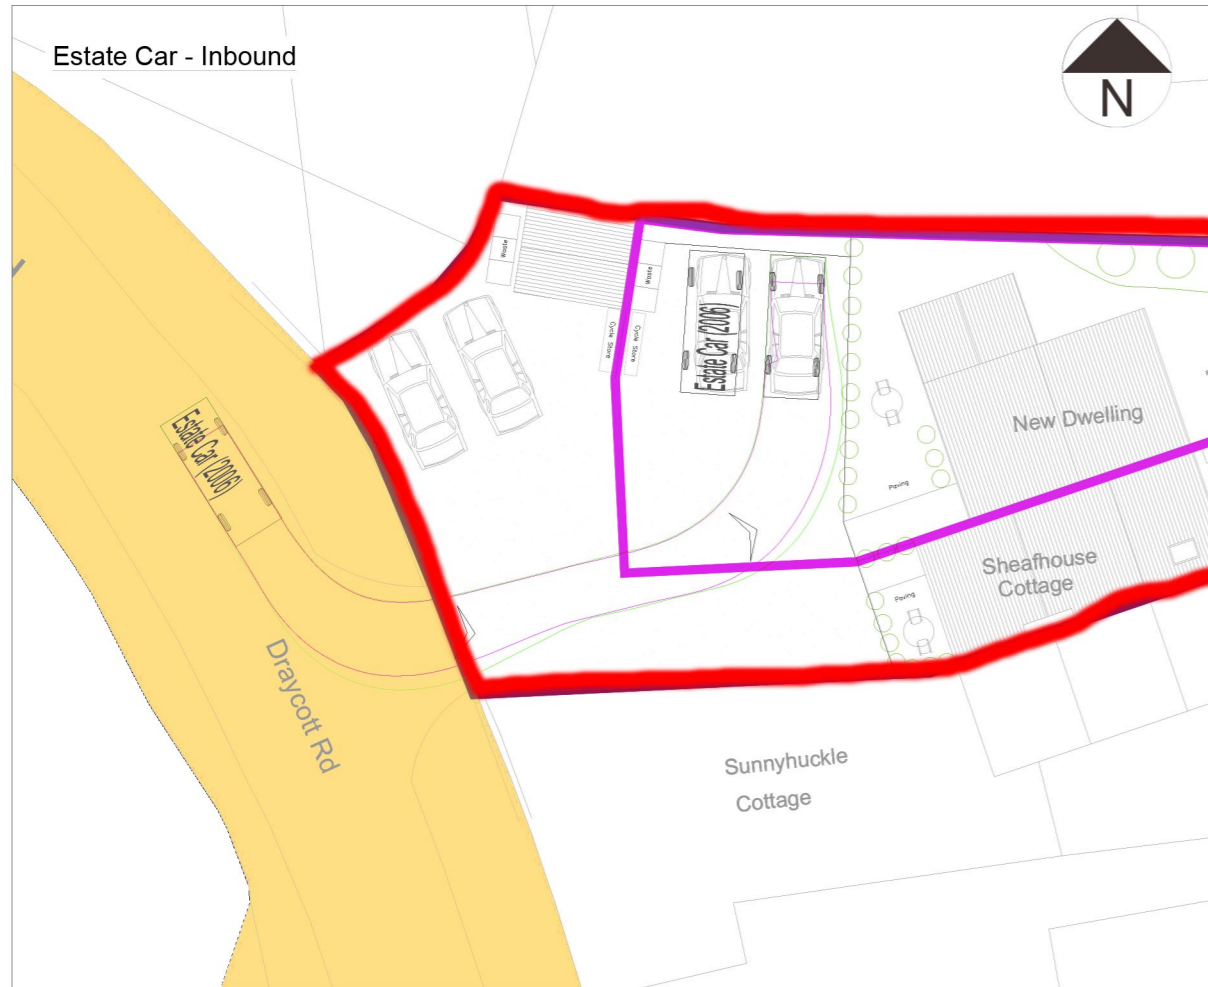 Estate Car - Inbound
N
Waste
Waste
Cycle Store
Cycle Store
Estate Car (2006)
Estate Car (2006)
New Dwelling
Paving
Sheafhouse
Cottage
Paving
Draycott Rd
Sunnyhuckle
Cottage